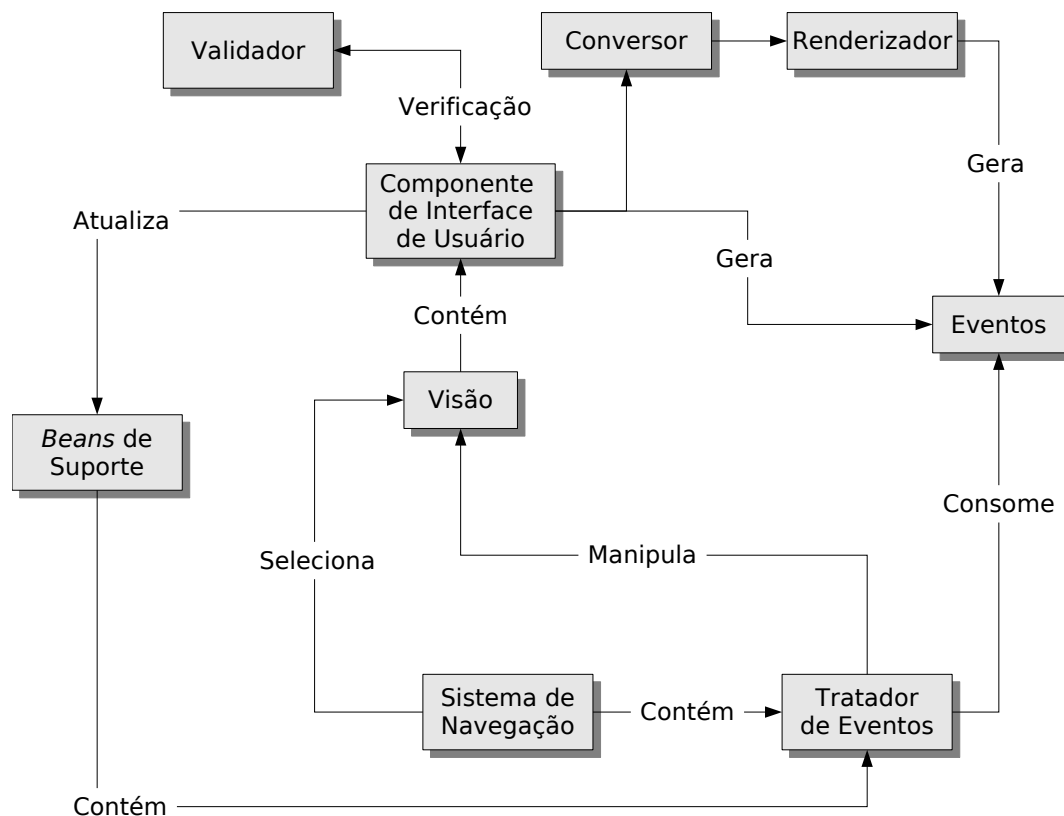 Validador
Conversor
Renderizador
Verificação
Gera
Componente
de Interface
de Usuário
Atualiza
Gera
Contém
Eventos
Visão
Beans de
Suporte
Consome
Seleciona
Manipula
Sistema de
Navegação
Contém
Tratador
de Eventos
Contém